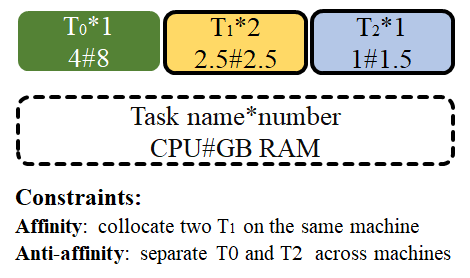 T₀*1
4#8
T₁*2
2.5#2.5
T₂*1
1#1.5
Task name*number
CPU#GB RAM
Constraints:
Affinity: collocate two T₁ on the same machine
Anti-affinity: separate T0 and T2 across machines